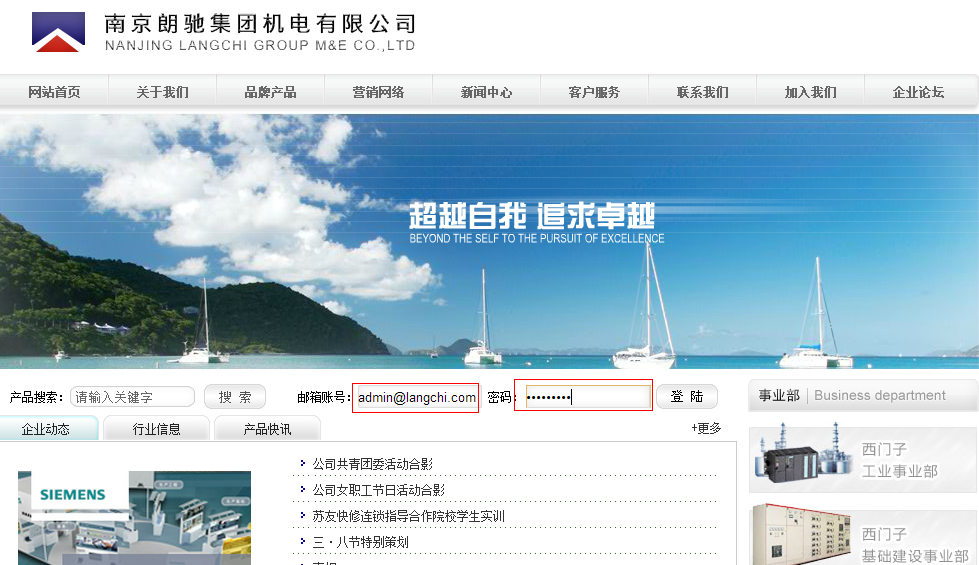 南京朗驰集团机电有限公司
NANJING LANGCHI GROUP M&E CO.,LTD
网站首页 关于我们 品牌产品 营销网络 新闻中心 客户服务 联系我们 加入我们 企业论坛
超越自我 追求卓越
BEYOND THE SELF TO THE PURSUIT OF EXCELLENCE
产品搜索: 请输入关键字 搜 索 邮箱账号: admin@langchi.com 密码: ••••••••• 登 陆
事业部 Business department
企业动态 行业信息 产品快讯 +更多
西门子
工业事业部
SIEMENS
公司共青团委活动合影
公司女职工节日活动合影
苏友快修连锁指导合作院校学生实训
三·八节特别策划
西门子
基础建设事业部